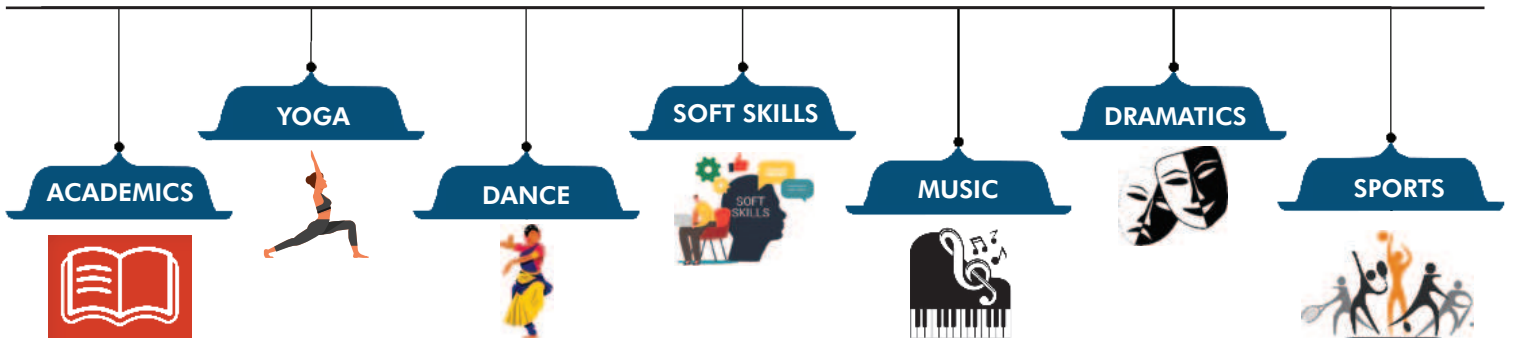 ACADEMICS
YOGA
DANCE
SOFT SKILLS
SOFT
SKILLS
MUSIC
DRAMATICS
SPORTS